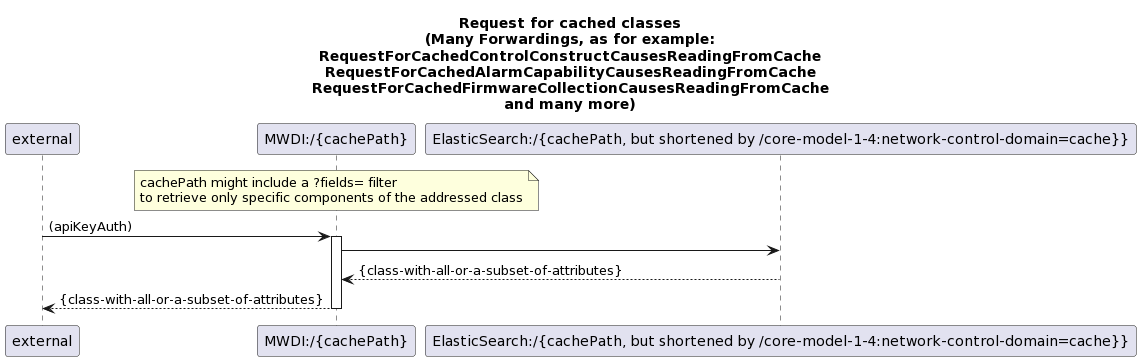 Request for cached classes
(Many Forwardings, as for example:
RequestForCachedControlConstructCausesReadingFromCache
RequestForCachedAlarmCapabilityCausesReadingFromCache
RequestForCachedFirmwareCollectionCausesReadingFromCache
and many more)
external
MWDI:/{cachePath}
ElasticSearch:/{cachePath, but shortened by /core-model-1-4:network-control-domain=cache}}
cachePath might include a ?fields= filter
to retrieve only specific components of the addressed class
(apiKeyAuth)
{class-with-all-or-a-subset-of-attributes}
{class-with-all-or-a-subset-of-attributes}
external
MWDI:/{cachePath}
ElasticSearch:/{cachePath, but shortened by /core-model-1-4:network-control-domain=cache}}